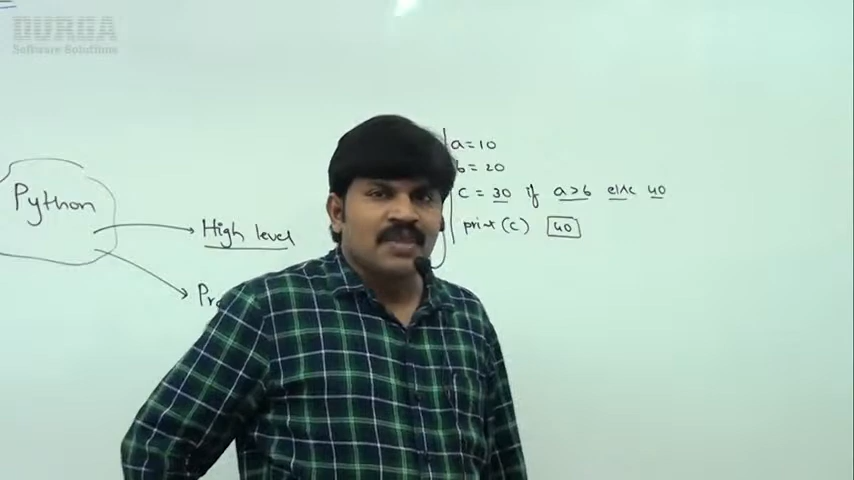 DURGA
Software Solutions
a=10
b=20
c = 30 if a>b else 40
print(c) 40
Python
High level